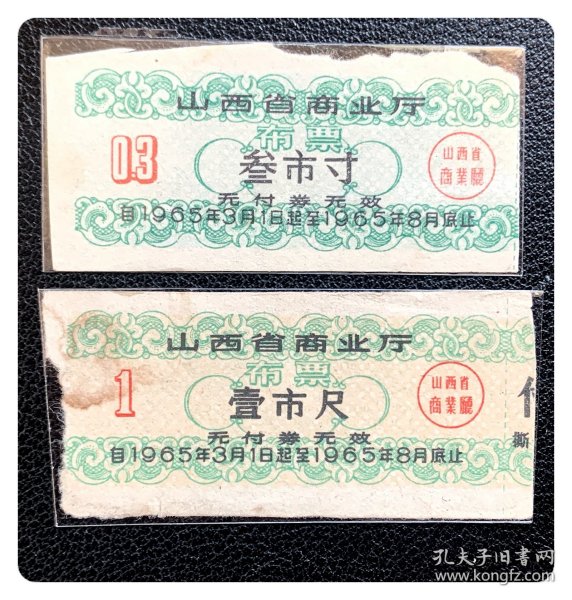 山西省商业厅
布票
03
叁市寸
山西省
商業廳
无付券无效
自1965年3月1日起至1965年8月底止
山西省商业厅
布票
1
壹市尺
山西省
商業廳
无付券无效
自1965年3月1日起至1965年8月底止
撕
孔夫子旧書网
www.kongfz.com